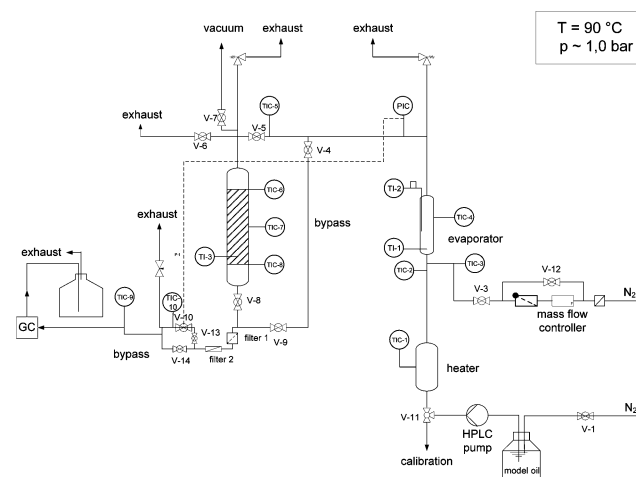 T = 90 °C
p ~ 1,0 bar
vacuum
exhaust
exhaust
V-7
exhaust
TIC-5
PIC
V-6
V-5
V-4
TIC-6
TI-2
TIC-7
TIC-4
bypass
exhaust
evaporator
TI-3
TIC-8
TI-1
TIC-2
TIC-3
exhaust
V-12
V-3
N2
TIC-9
TIC-
10
V-8
V-10
mass flow
controller
GC
V-13
filter 1
V-9
TIC-1
bypass
V-14
filter 2
heater
V-11
HPLC
pump
V-1
N2
calibration
model oil